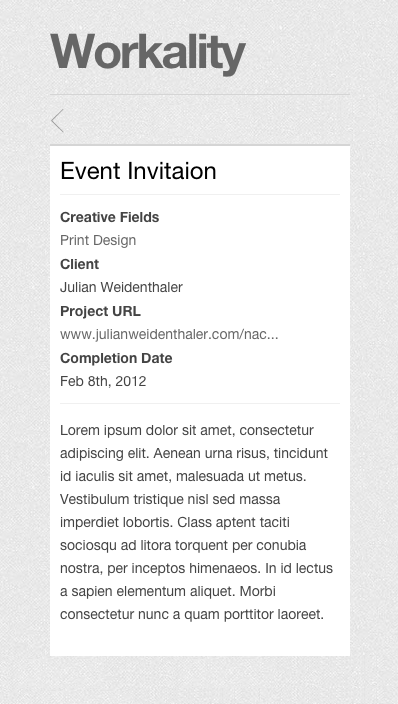 Workality
Event Invitaion
Creative Fields
Print Design
Client
Julian Weidenthaler
Project URL
www.julianweidenthaler.com/nac...
Completion Date
Feb 8th, 2012
Lorem ipsum dolor sit amet, consectetur
adipiscing elit. Aenean urna risus, tincidunt
id iaculis sit amet, malesuada ut metus.
Vestibulum tristique nisl sed massa
imperdiet lobortis. Class aptent taciti
sociosqu ad litora torquent per conubia
nostra, per inceptos himenaeos. In id lectus
a sapien elementum aliquet. Morbi
consectetur nunc a quam porttitor laoreet.